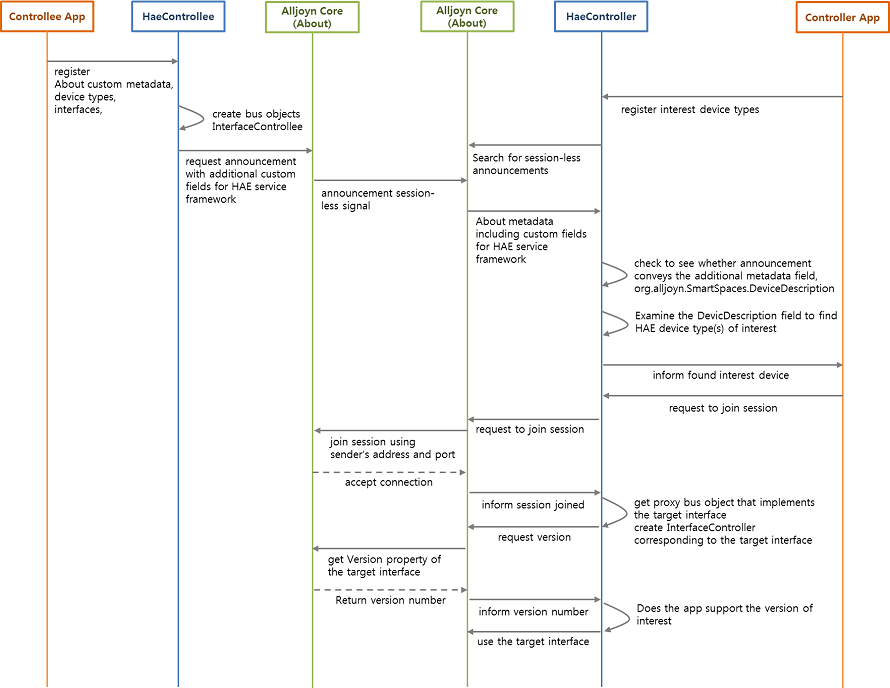 Controllee App
HaeControllee
Alljoyn Core
(About)
Alljoyn Core
(About)
HaeController
Controller App
register
About custom metadata,
device types,
interfaces,
register interest device types
create bus objects
InterfaceControllee
request announcement
with additional custom
fields for HAE service
framework
Search for session-less
announcements
announcement session-
less signal
About metadata
including custom fields
for HAE service
framework
check to see whether announcement
conveys the additional metadata field,
org.alljoyn.SmartSpaces.DeviceDescription
Examine the DevicDescription field to find
HAE device type(s) of interest
inform found interest device
request to join session
request to join session
join session using
sender's address and port
accept connection
inform session joined
get proxy bus object that implements
the target interface
create InterfaceController
corresponding to the target interface
request version
get Version property of
the target interface
Return version number
inform version number
Does the app support the version of
interest
use the target interface